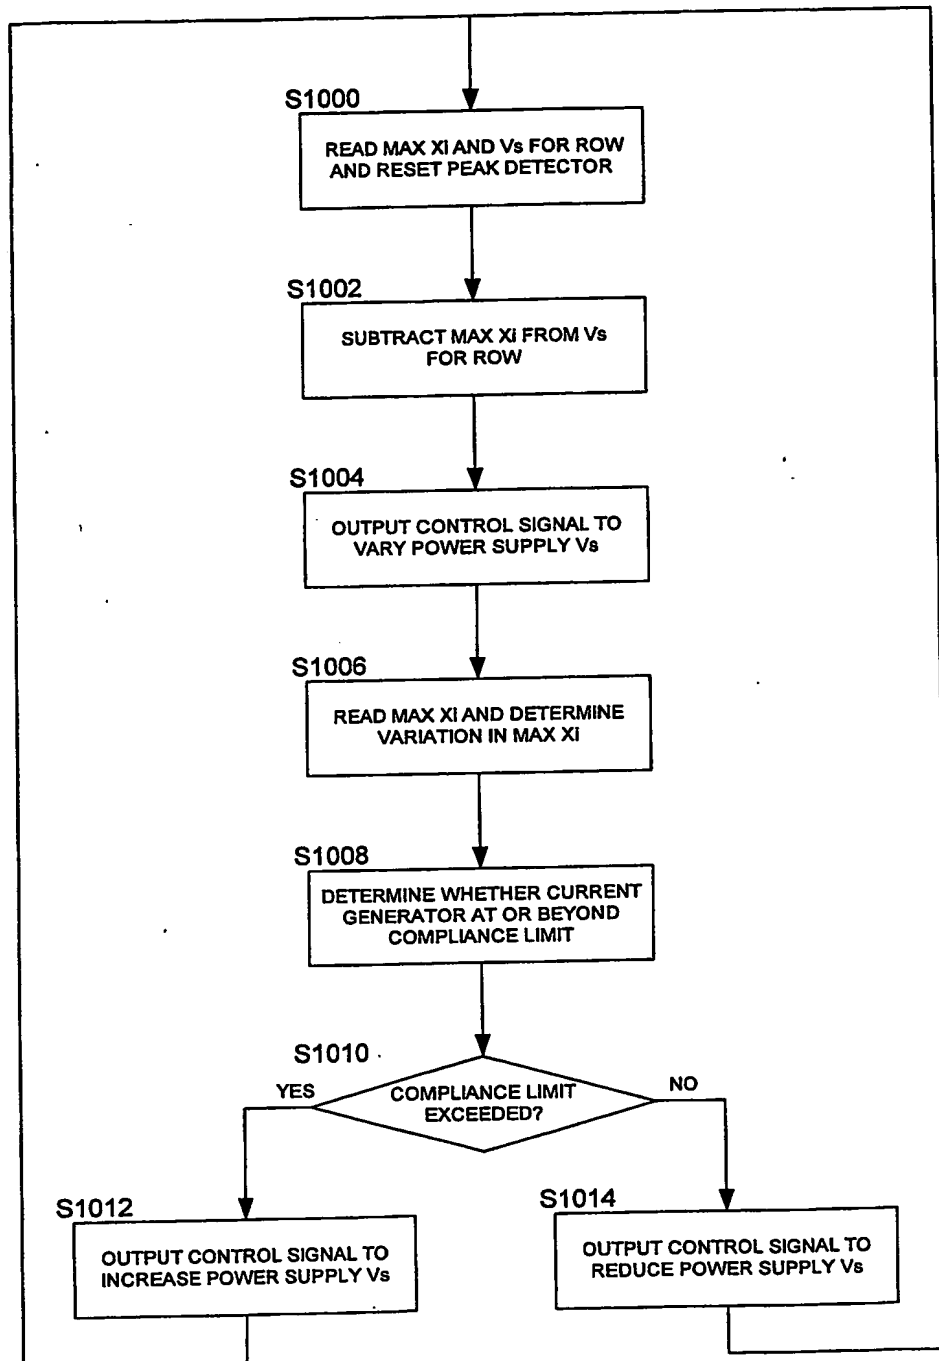 S1000
READ MAX Xi AND Vs FOR ROW
AND RESET PEAK DETECTOR
S1002
SUBTRACT MAX Xi FROM Vs
FOR ROW
S1004
OUTPUT CONTROL SIGNAL TO
VARY POWER SUPPLY Vs
S1006
READ MAX Xi AND DETERMINE
VARIATION IN MAX Xi
S1008
DETERMINE WHETHER CURRENT
GENERATOR AT OR BEYOND
COMPLIANCE LIMIT
S1010
YES
COMPLIANCE LIMIT
EXCEEDED?
NO
S1012
OUTPUT CONTROL SIGNAL TO
INCREASE POWER SUPPLY Vs
S1014
OUTPUT CONTROL SIGNAL TO
REDUCE POWER SUPPLY Vs